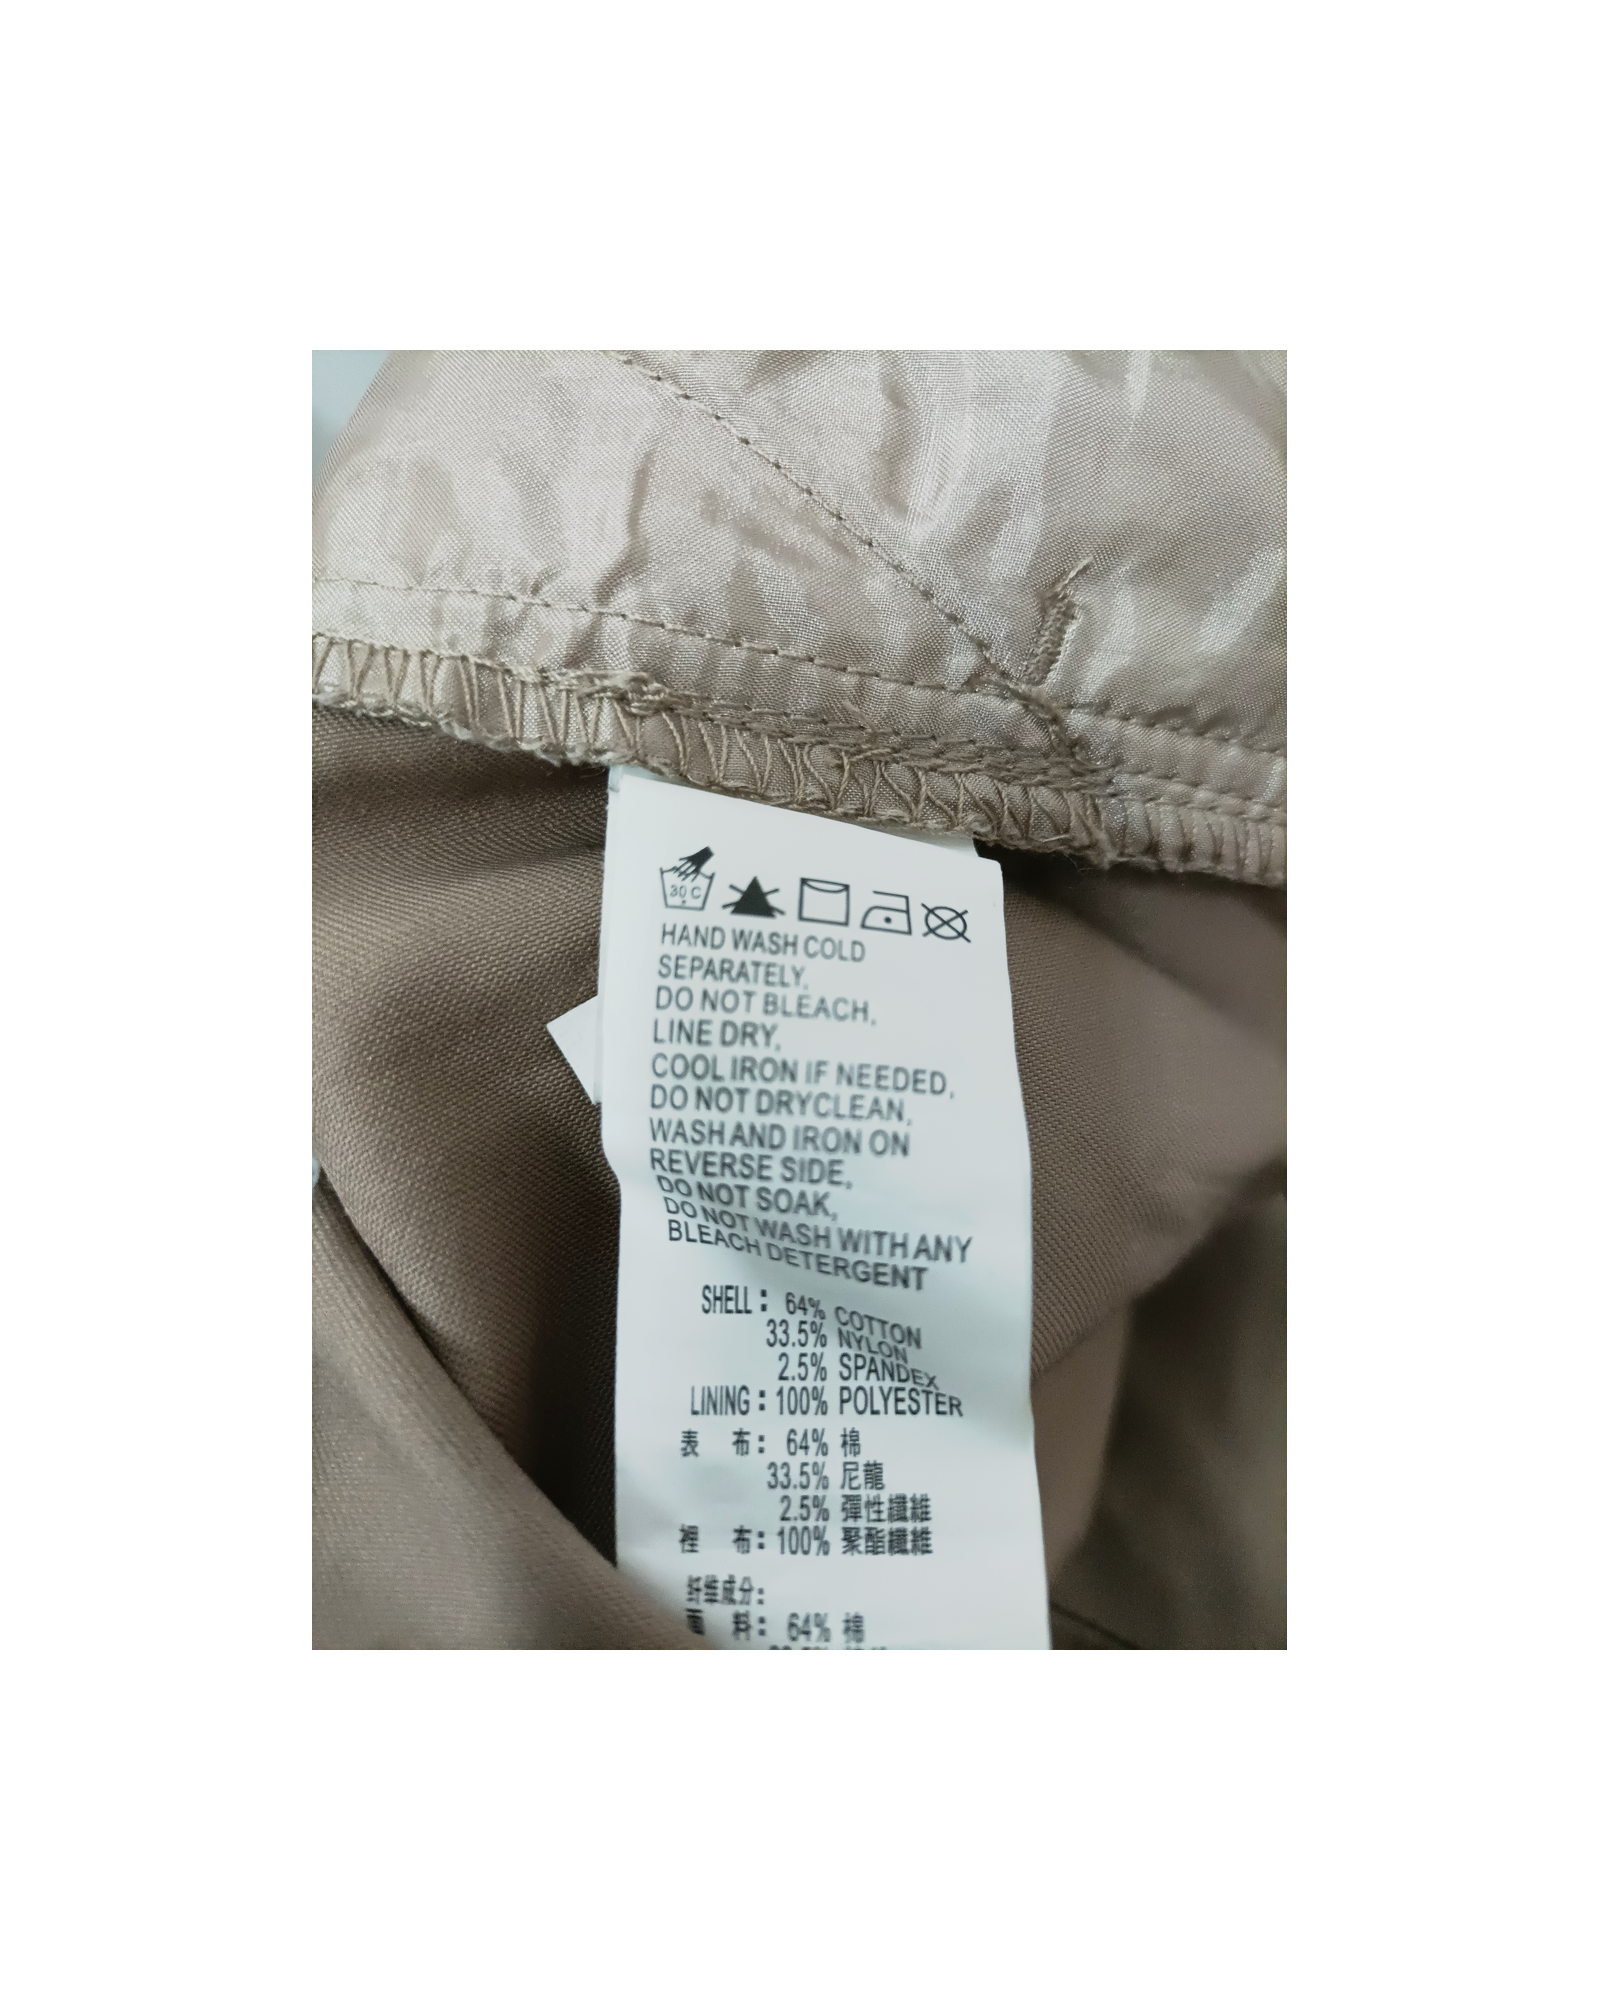 30 C
HAND WASH COLD
SEPARATELY,
DO NOT BLEACH,
LINE DRY,
COOL IRON IF NEEDED,
DO NOT DRYCLEAN,
WASH AND IRON ON
REVERSE SIDE,
DO NOT SOAK,
DO NOT WASH WITH ANY
BLEACH DETERGENT
SHELL: 64% COTTON
33.5% NYLON
2.5% SPANDEX
LINING: 100% POLYESTER
表 布: 64% 棉
33.5% 尼龍
2.5% 彈性纖維
裡 布: 100% 聚酯纖維
纤维成分:
面 料: 64% 棉